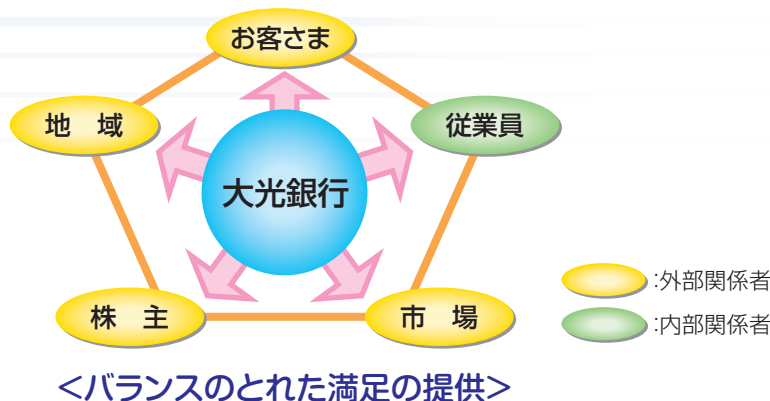 お客さま
地　域
従業員
大光銀行
株　主
市　場
:外部関係者
:内部関係者
<バランスのとれた満足の提供>